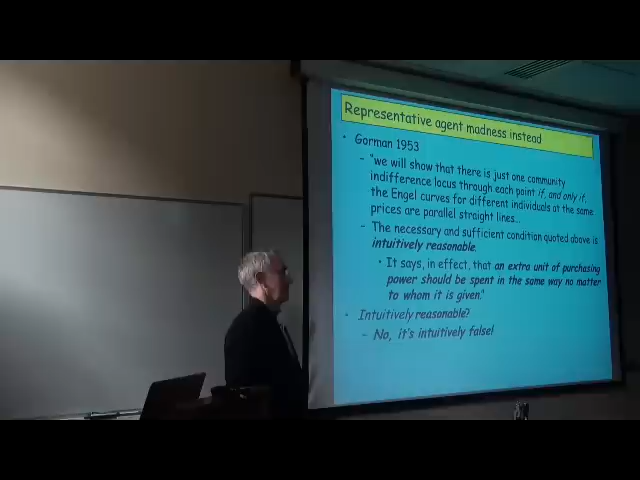 Representative agent madness instead
• Gorman 1953
– "we will show that there is just one community
indifference locus through each point if, and only if,
the Engel curves for different individuals at the same
prices are parallel straight lines…
– The necessary and sufficient condition quoted above is
intuitively reasonable.
• It says, in effect, that an extra unit of purchasing
power should be spent in the same way no matter
to whom it is given."
• Intuitively reasonable?
– No, it's intuitively false!